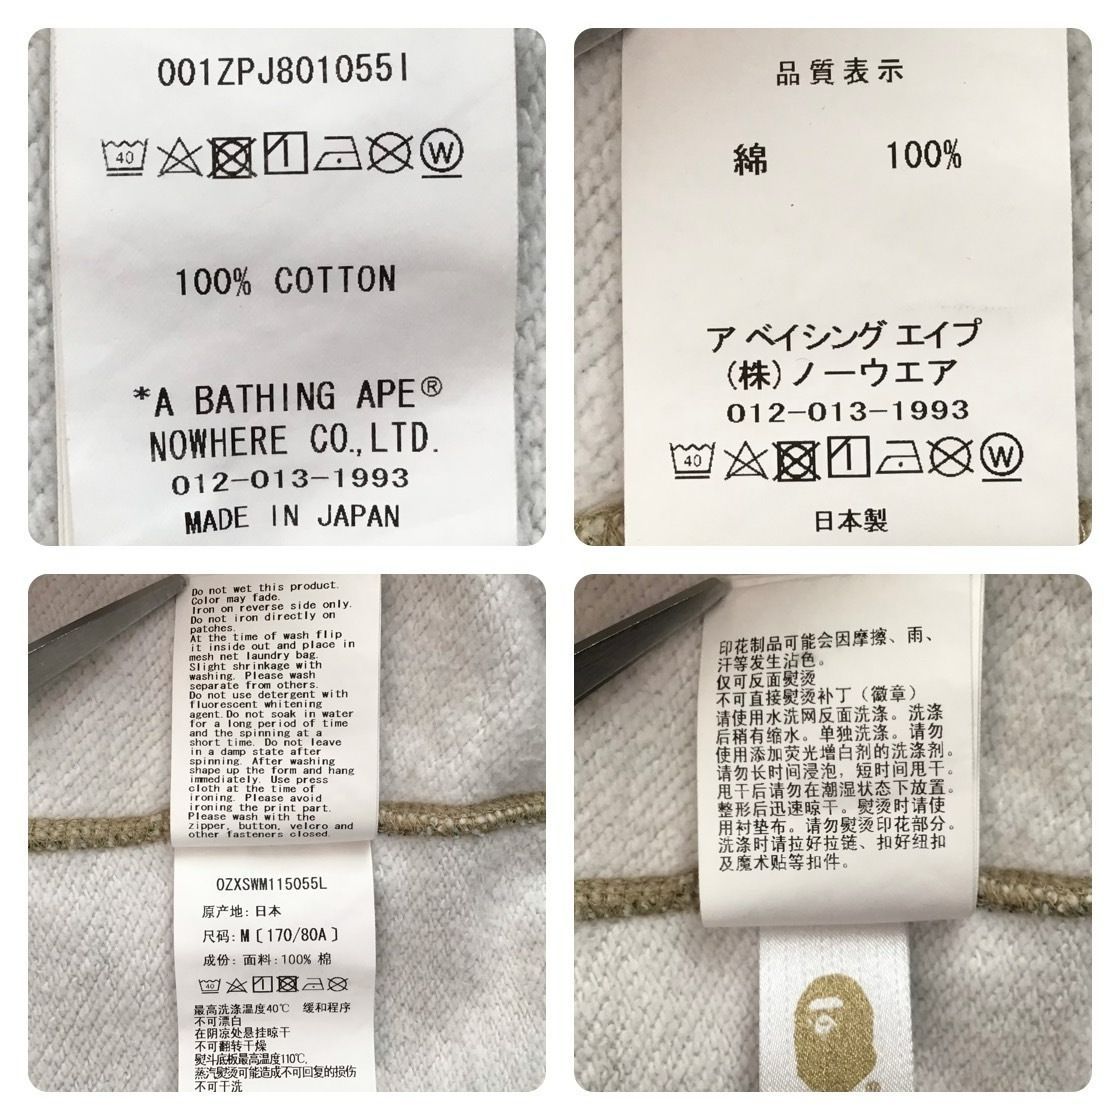 001ZPJ801055I
40
W
100% COTTON
*A BATHING APE®
NOWHERE CO.,LTD.
012-013-1993
MADE IN JAPAN
品質表示
綿 100%
ア ベイシング エイプ
(株)ノーウエア
012-013-1993
40
W
日本製
Do not wet this product.
Color may fade.
Iron on reverse side only.
Do not iron directly on
patches.
At the time of wash flip
it inside out and place in
mesh net laundry bag.
Slight shrinkage with
washing. Please wash
separate from others.
Do not use detergent with
fluorescent whitening
agent.Do not soak in water
for a long period of time
and the spinning at a
short time. Do not leave
in a damp state after
spinning. After washing
shape up the form and hang
immediately. Use press
cloth at the time of
ironing. Please avoid
ironing the print part.
Please wash with the
zipper, button, velcro and
other fasteners closed.
0ZXSWM115055L
原产地: 日本
尺码: M [170/80A]
成份: 面料: 100% 棉
40
最高洗涤温度40℃ 缓和程序
不可漂白
在阴凉处悬挂晾干
不可翻转干燥
熨斗底板最高温度110℃,
蒸汽熨烫可能造成不可回复的损伤
不可干洗
印花制品可能会因摩擦、雨、
汗等发生沾色。
仅可反面熨烫
不可直接熨烫补丁（徽章）
请使用水洗网反面洗涤。洗涤
后稍有缩水。单独洗涤。请勿
使用添加荧光增白剂的洗涤剂。
请勿长时间浸泡，短时间甩干。
甩干后请勿在潮湿状态下放置。
整形后迅速晾干。熨烫时请使
用衬垫布。请勿熨烫印花部分。
洗涤时请拉好拉链、扣好纽扣
及魔术贴等扣件。
®